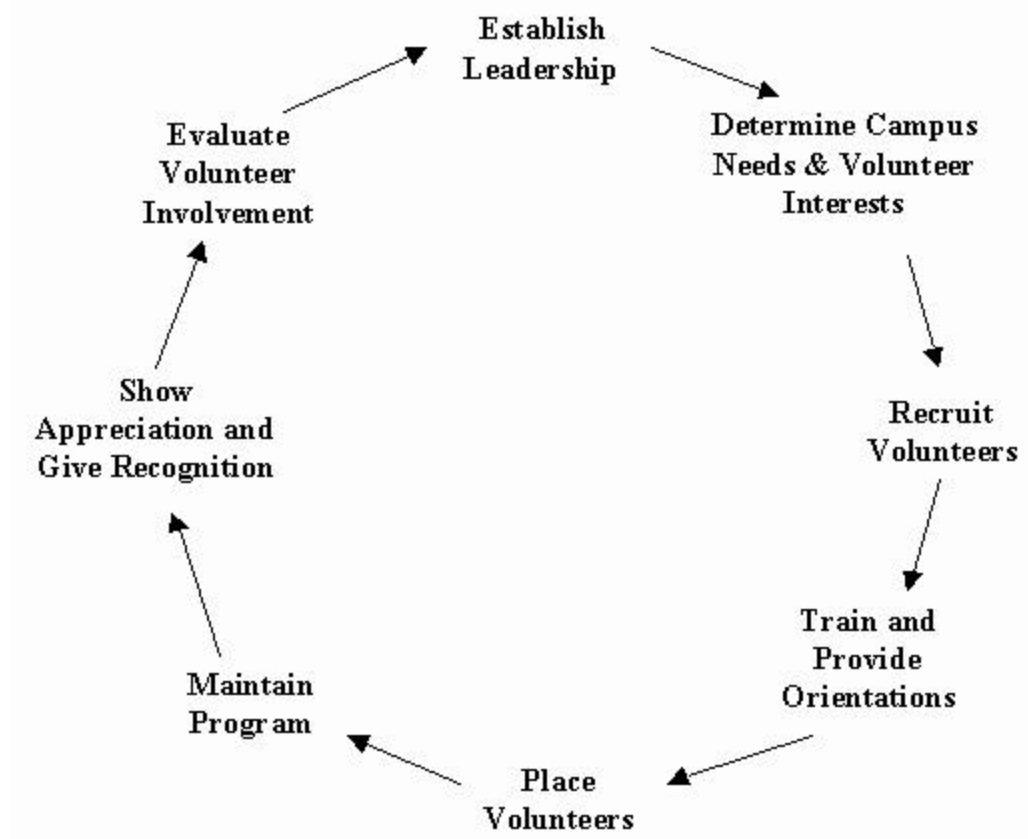 Establish
Leadership
Determine Campus
Needs & Volunteer
Interests
Recruit
Volunteers
Train and
Provide
Orientations
Place
Volunteers
Maintain
Program
Show
Appreciation and
Give Recognition
Evaluate
Volunteer
Involvement